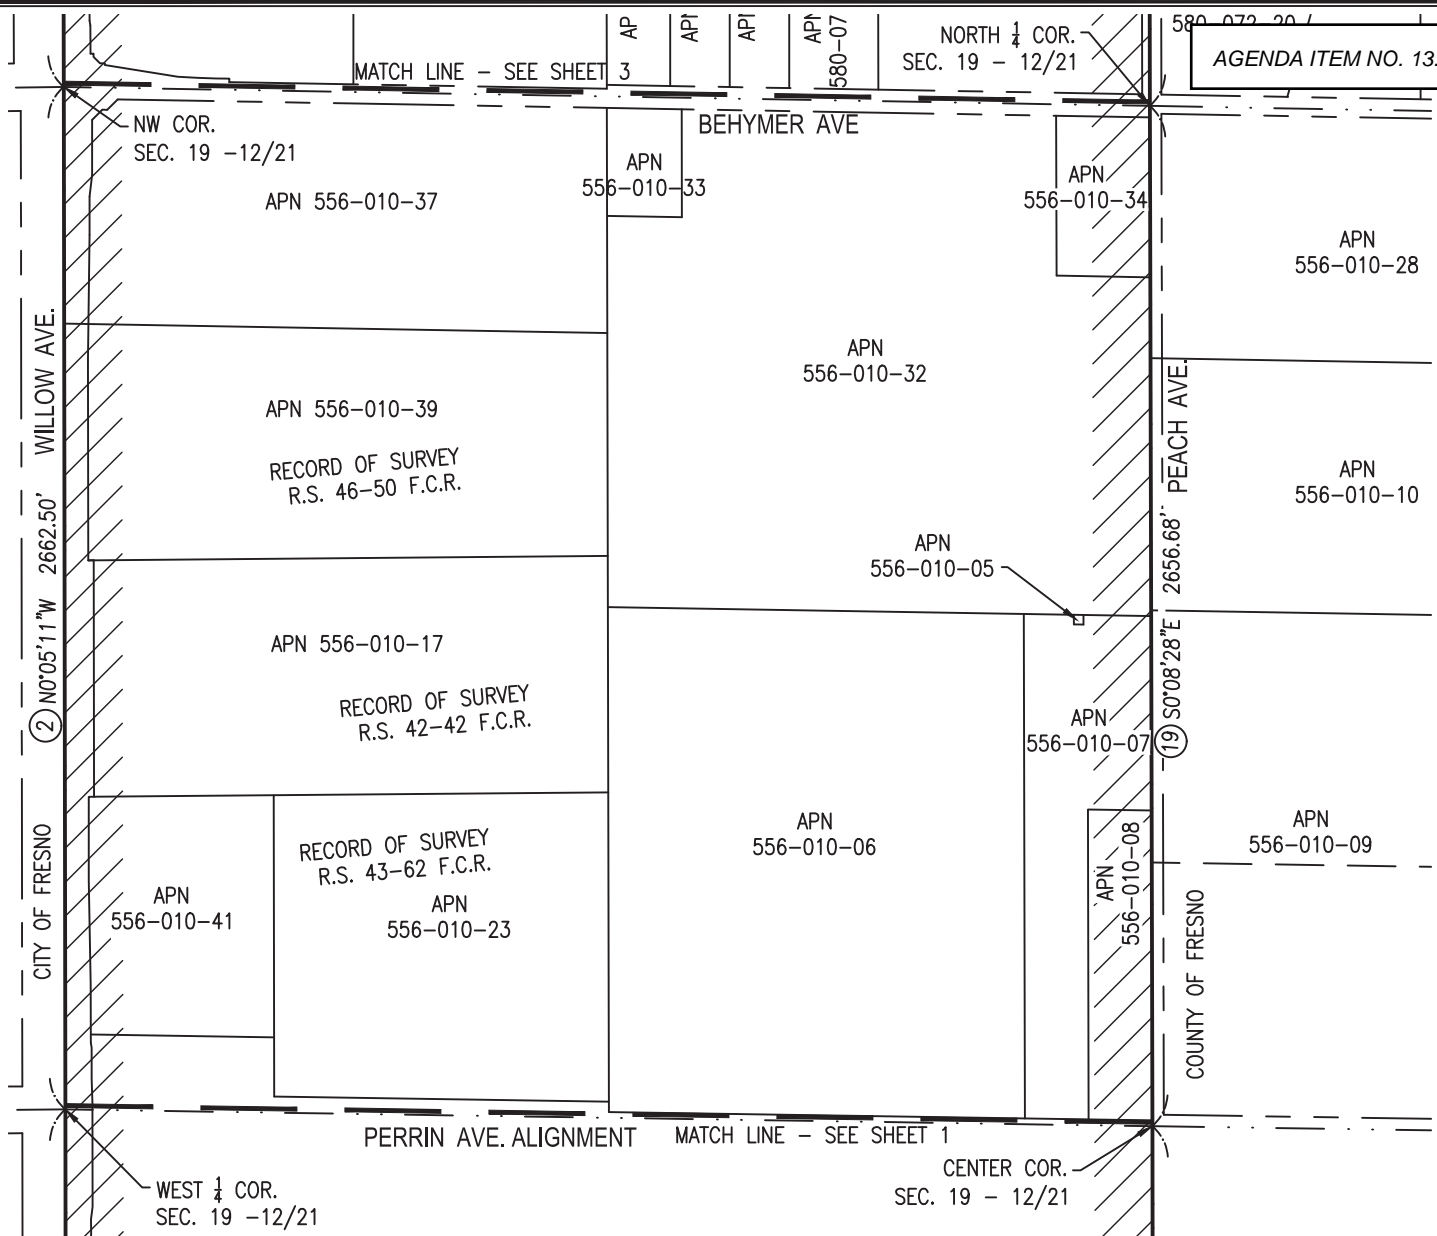 580-072-20
AGENDA ITEM NO. 13.
NORTH 1/4 COR.
SEC. 19 - 12/21
AP
API
API
API
580-07
MATCH LINE - SEE SHEET 3
BEHYMER AVE
NW COR.
SEC. 19 -12/21
APN 556-010-37
APN
556-010-33
APN
556-010-34
APN
556-010-28
WILLOW AVE.
APN
556-010-32
PEACH AVE.
APN 556-010-39
RECORD OF SURVEY
R.S. 46-50 F.C.R.
APN
556-010-10
2 N0°05'11"W 2662.50'
19 S0°08'28"E 2656.68'
APN
556-010-05
APN 556-010-17
RECORD OF SURVEY
R.S. 42-42 F.C.R.
APN
556-010-07
APN
556-010-06
APN
556-010-08
APN
556-010-09
RECORD OF SURVEY
R.S. 43-62 F.C.R.
APN
556-010-41
APN
556-010-23
CITY OF FRESNO
COUNTY OF FRESNO
PERRIN AVE. ALIGNMENT
MATCH LINE - SEE SHEET 1
CENTER COR.
SEC. 19 - 12/21
WEST 1/4 COR.
SEC. 19 -12/21